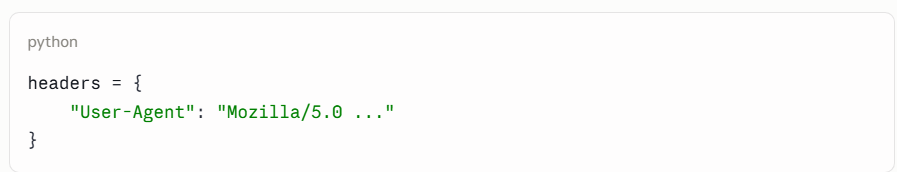 python
headers = {
    "User-Agent": "Mozilla/5.0 ..."
}